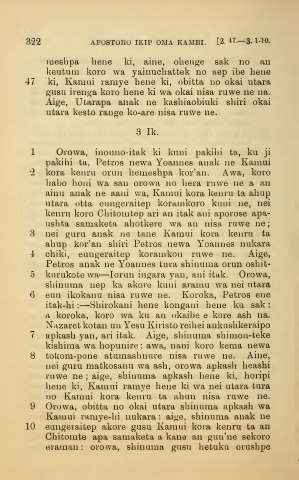 322 APOSTORO IKIP OMA KAMBI. [2. 47.—3. 1-10.
meshpa hene ki, aine, ohenge sak no an
keutum koro wa yainuchattek no aep ibe hene
47 ki, Kamui ramye hene ki, obitta no okai utara
gusu irenga koro hene ki wa okai nisa ruwe ne na.
Aige, Utarapa anak ne kashiaobiuki shiri okai
utara kesto range ko-are nisa ruwe ne.
3 Ik.
1 Orowa, inonno-itak ki kuni pakihi ta, ku ji
pakihi ta, Petros newa Yoannes anak ne Kamui
2 kora kenru orun hemeshpa kor'an. Awa, koro
habo honi wa san orowa no hera ruwe ne a an
ainu anak ne aani wa, Kamui kora kenru ta ahup
utara otta eungeraitep koramkoro kuni ne, nei
kenru koro Chitomtep ari an itak ani aporose apa-
ushta samaketa ahotkere wa an nisa ruwe ne;
3 nei guru anak ne tane Kamui kora kenru ta
ahup kor'an shiri Petros newa Yoannes nukara
4 chiki, eungeraitep koramkoro ruwe ne. Aige,
Petros anak ne Yoannes tura shinuma orun oshit-
5 kurukote wa—Iorun ingara yan, ani itak. Orowa,
shinuma nep ka akore kuni aramu wa nei utara
6 eun ikokanu nisa ruwe ne. Koroka, Petros ene
itak-hi:—Shirokani hene kongani hene ku sak:
a koroka, koro wa ku an okaibe e kore ash na.
Nazaret kotan un Yesu Kiristo reihei ankushkeraipo
7 apkash yan, ari itak. Aige, shinuma shimon-teke
kishima wa hopunire: awa, nani koro kema newa
8 tokom-pone atumashnure nisa ruwe ne. Aine,
nei guru matkosanu wa ash, orowa apkash heashi
ruwe ne; aige, shinuma apkash hene ki, horipi
hene ki, Kamui ramye hene ki wa nei utara tura
no Kamui kora kenru ta ahun nisa ruwe ne.
9 Orowa, obitta no okai utara shinuma apkash wa
Kamui ramye-hi nukara: aige, shinuma anak ne
10 eungeraitep akore gusu Kamui kora kenru ta an
Chitomte apa samaketa a kane an gun'ne sekoro
eraman: orowa, shinuma gusu hetuku orushpe